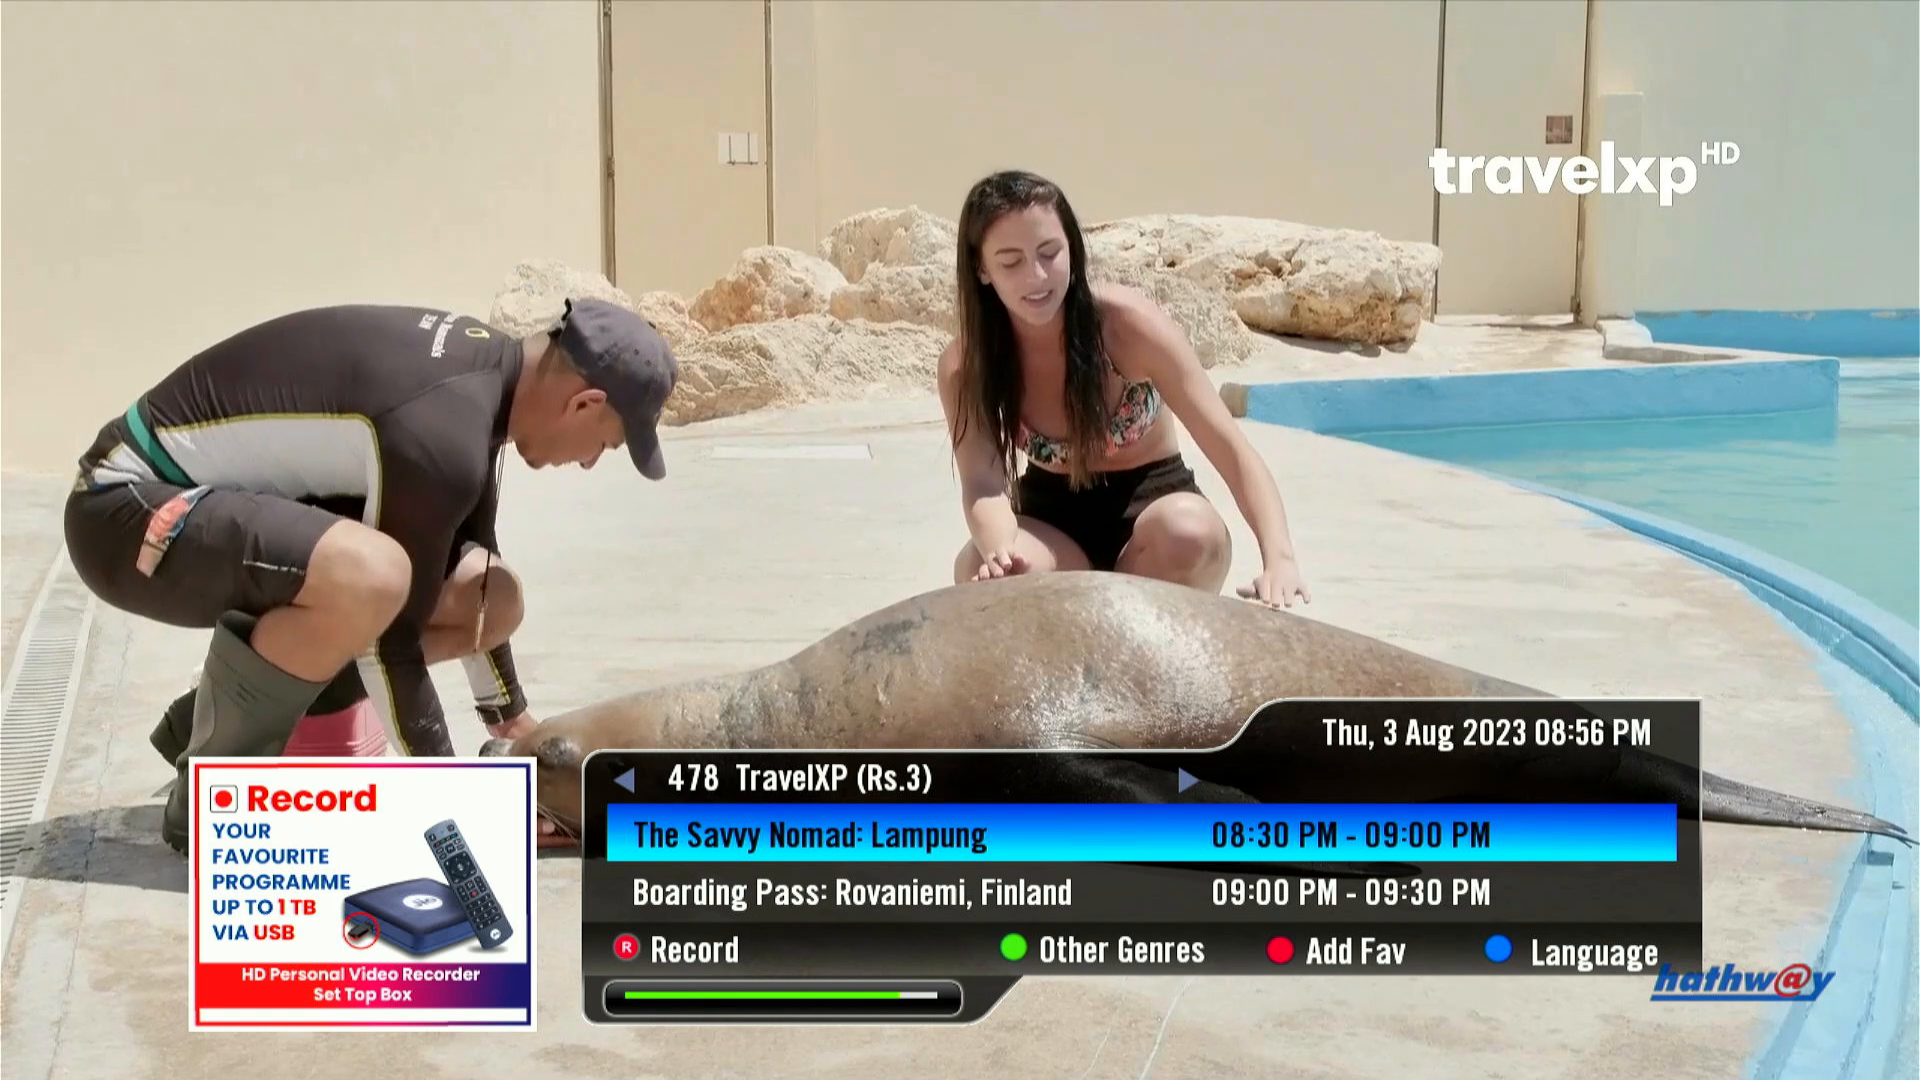 travelxp HD
TEAM
Thu, 3 Aug 2023 08:56 PM
478 TravelXP (Rs.3)
The Savvy Nomad: Lampung 08:30 PM - 09:00 PM
Boarding Pass: Rovaniemi, Finland 09:00 PM - 09:30 PM
R Record Other Genres Add Fav Language
hathw@y
Record
YOUR
FAVOURITE
PROGRAMME
UP TO 1 TB
VIA USB
Jio
HD Personal Video Recorder
Set Top Box